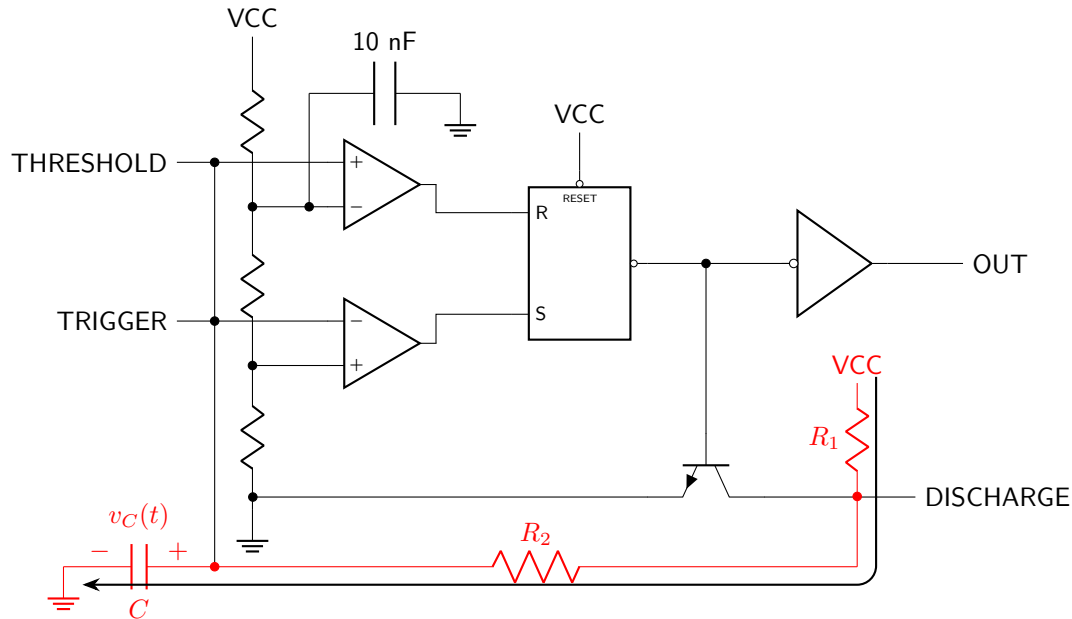 VCC
10 nF
VCC
THRESHOLD
+
−
RESET
R
S
OUT
TRIGGER
−
+
VCC
R1
DISCHARGE
vC(t)
− +
R2
C